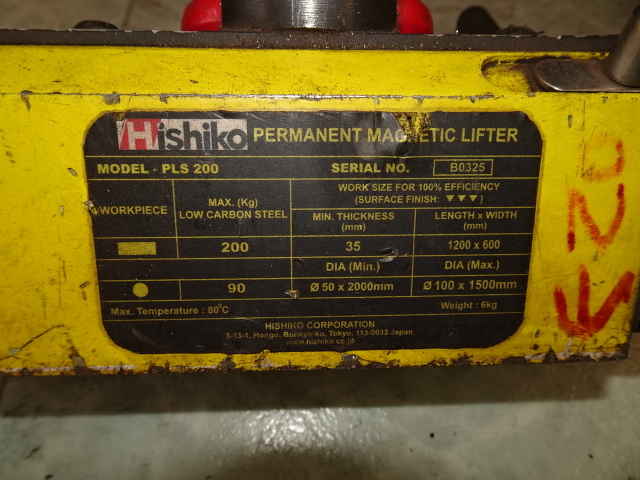 Hishiko PERMANENT MAGNETIC LIFTER
MODEL - PLS 200 SERIAL NO. B0325
WORKPIECE MAX. (Kg) LOW CARBON STEEL WORK SIZE FOR 100% EFFICIENCY
(SURFACE FINISH: ▼▼▼)
MIN. THICKNESS (mm) LENGTH x WIDTH (mm)
200 35 1200 x 600
DIA (Min.) DIA (Max.)
90 Ø 50 x 2000mm Ø 100 x 1500mm
Max. Temperature : 80°C Weight : 6kg
HISHIKO CORPORATION
3-13-1, Hongo, Bunkyo-ku, Tokyo, 113-0033 Japan
www.hishiko.co.jp